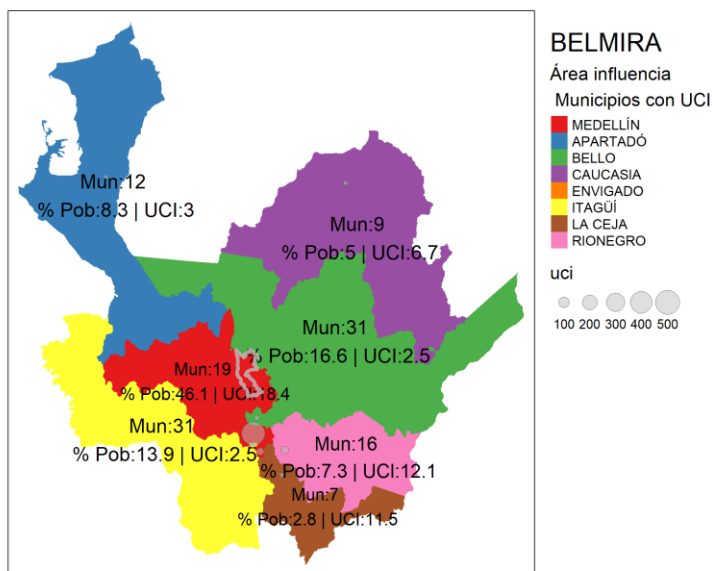 BELMIRA
Área influencia
Municipios con UCI
MEDELLÍN
APARTADÓ
BELLO
CAUCASIA
ENVIGADO
ITAGÜÍ
LA CEJA
RIONEGRO
uci
100 200 300 400 500
Mun:12
% Pob:8.3 | UCI:3
Mun:9
% Pob:5 | UCI:6.7
Mun:31
% Pob:16.6 | UCI:2.5
Mun:19
% Pob:46.1 | UCI:18.4
Mun:31
% Pob:13.9 | UCI:2.5
Mun:16
% Pob:7.3 | UCI:12.1
Mun:7
% Pob:2.8 | UCI:11.5